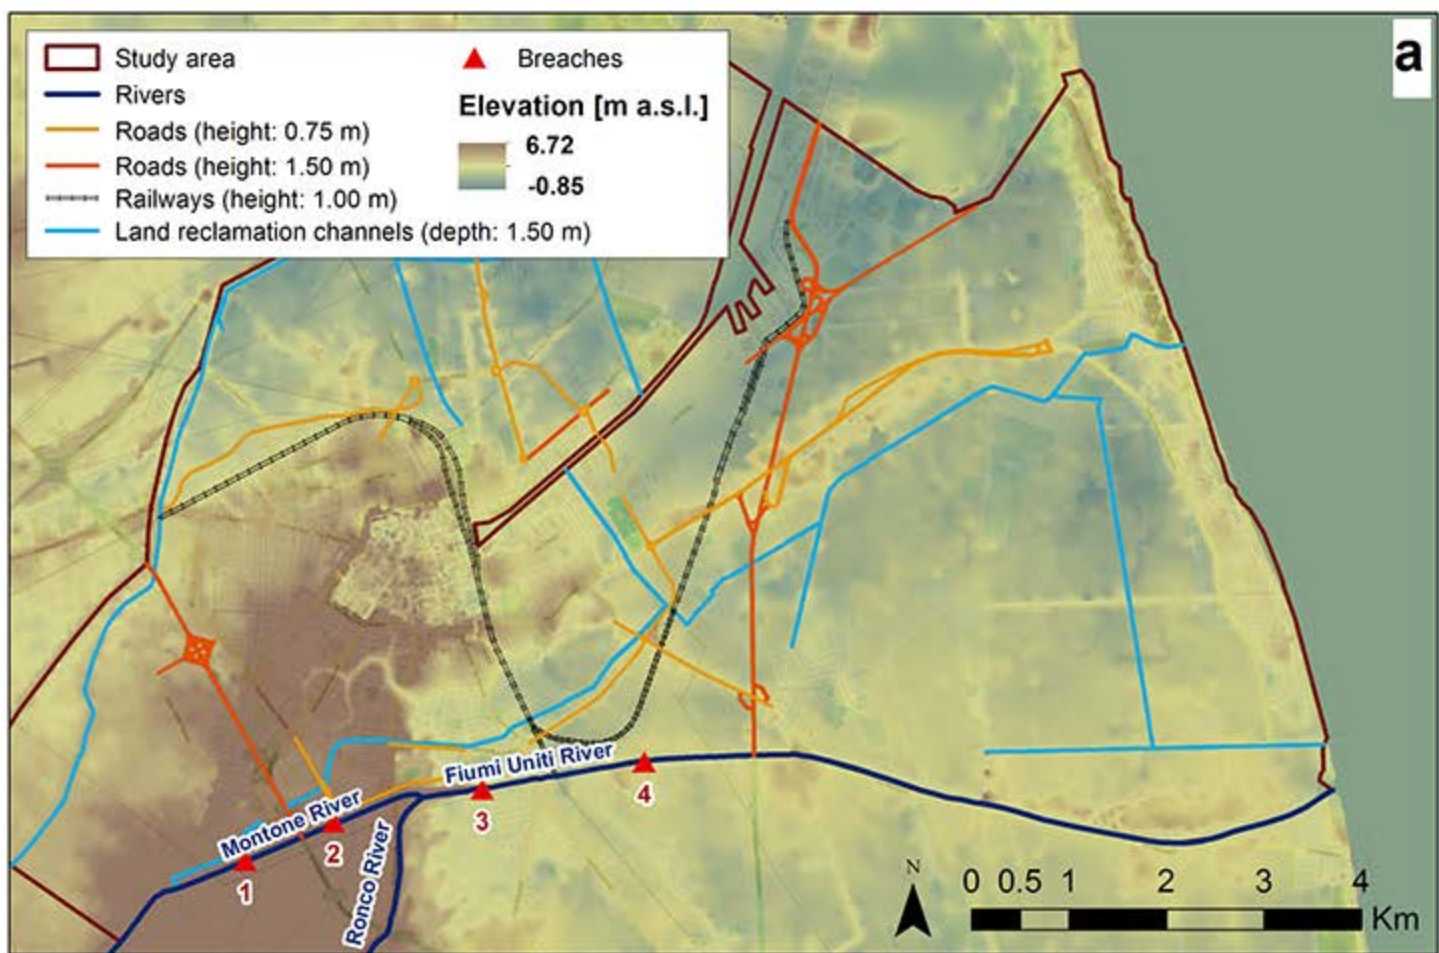 a
Study area
Rivers
Roads (height: 0.75 m)
Roads (height: 1.50 m)
Railways (height: 1.00 m)
Land reclamation channels (depth: 1.50 m)
Breaches
Elevation [m a.s.l.]
6.72
-0.85
Fiumi Uniti River
Montone River
Ronco River
1
2
3
4
N
0 0.5 1 2 3 4
Km